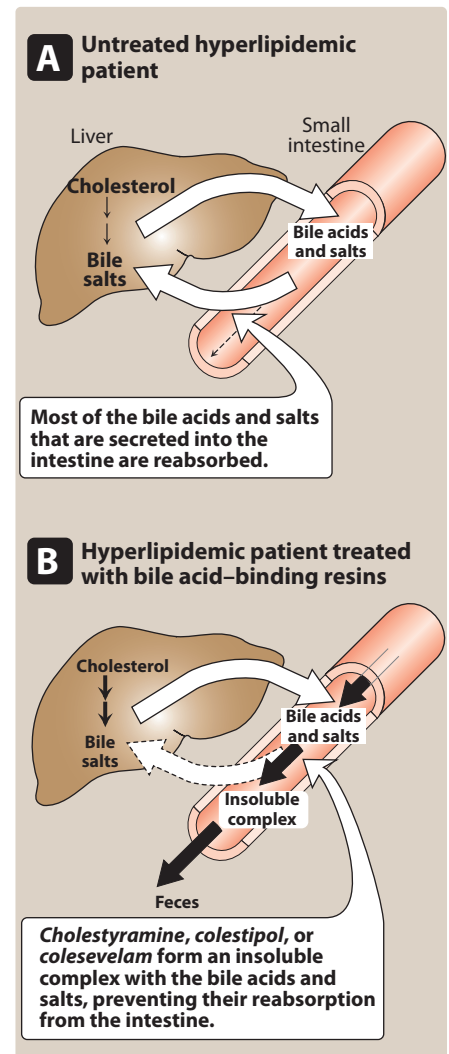 A
Untreated hyperlipidemic
patient
Liver
Small
intestine
Cholesterol
Bile
salts
Bile acids
and salts
Most of the bile acids and salts
that are secreted into the
intestine are reabsorbed.
B
Hyperlipidemic patient treated
with bile acid–binding resins
Cholesterol
Bile
salts
Bile acids
and salts
Insoluble
complex
Feces
Cholestyramine, colestipol, or
colesevelam form an insoluble
complex with the bile acids and
salts, preventing their reabsorption
from the intestine.